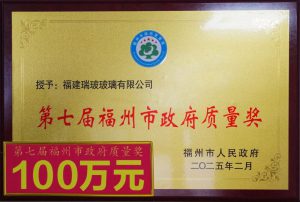 授予：福建瑞玻玻璃有限公司
第七届福州市政府质量奖
福州市人民政府
二〇二五年二月
第七届福州市政府质量奖
100万元